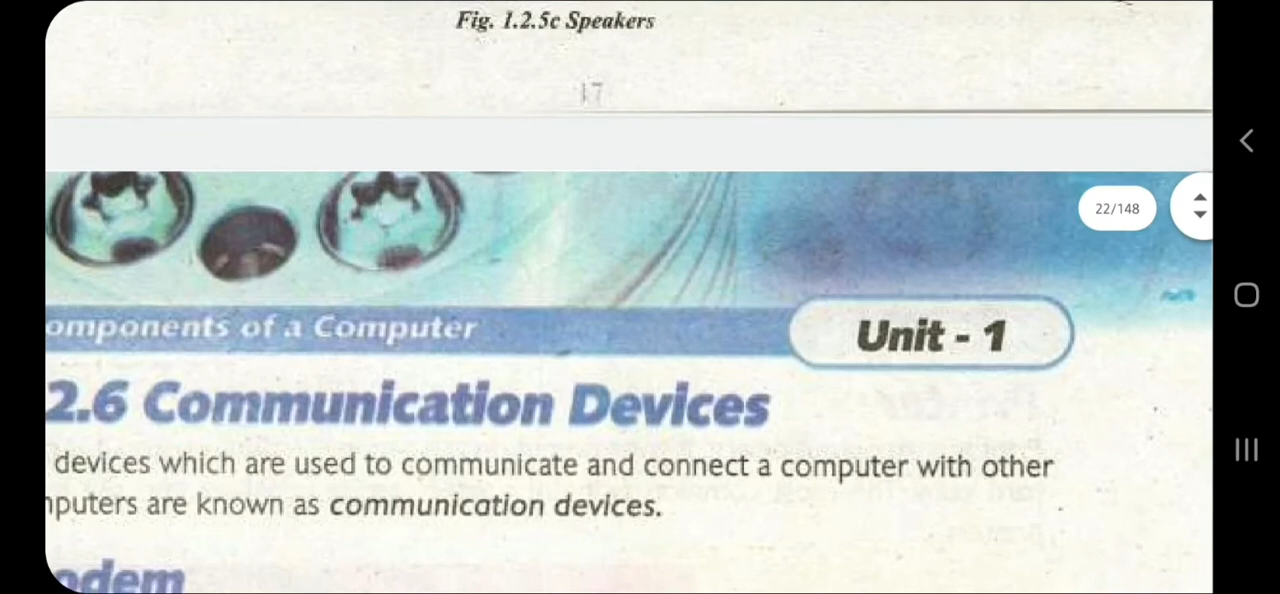 Fig. 1.2.5c Speakers
17
22/148
omponents of a Computer
Unit - 1
2.6 Communication Devices
devices which are used to communicate and connect a computer with other
nputers are known as communication devices.
odem